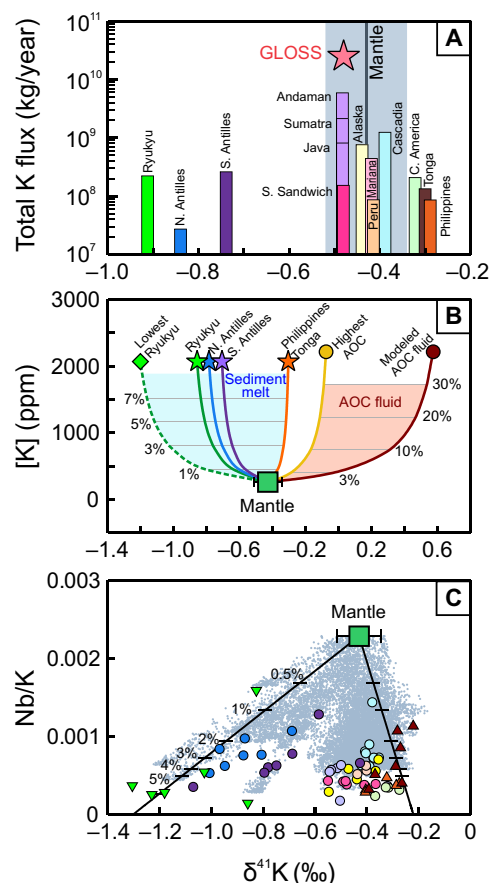 A
Total K flux (kg/year)
10¹¹
10¹⁰
10⁹
10⁸
10⁷
GLOSS
Mantle
Ryukyu
N. Antilles
S. Antilles
Andaman
Sumatra
Java
S. Sandwich
Alaska
Mariana
Peru
Cascadia
C. America
Tonga
Philippines
−1.0 −0.8 −0.6 −0.4 −0.2
B
[K] (ppm)
3000
2000
1000
0
Lowest
Ryukyu
Ryukyu
N. Antilles
S. Antilles
Philippines
Tonga
Highest
AOC
Modeled
AOC fluid
Sediment
melt
AOC fluid
7%
5%
3%
1%
30%
20%
10%
3%
Mantle
−1.4 −1.0 −0.6 −0.2 0.2 0.6 1.0
C
Nb/K
0.003
0.002
0.001
0
Mantle
0.5%
1%
2%
3%
4%
5%
−1.4 −1.2 −1.0 −0.8 −0.6 −0.4 −0.2 0
δ⁴¹K (‰)